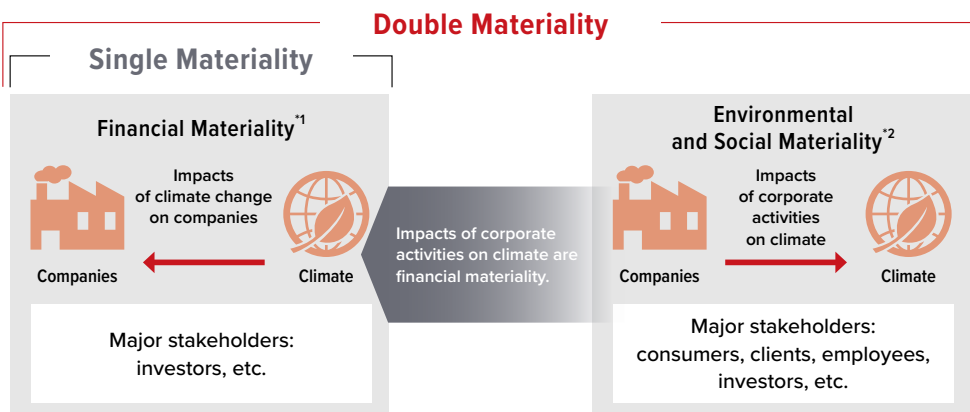 Double Materiality
Single Materiality
Financial Materiality*1
Impacts
of climate change
on companies
Companies
Climate
Major stakeholders:
investors, etc.
Impacts of corporate
activities on climate are
financial materiality.
Environmental
and Social Materiality*2
Impacts
of corporate
activities
on climate
Companies
Climate
Major stakeholders:
consumers, clients, employees,
investors, etc.